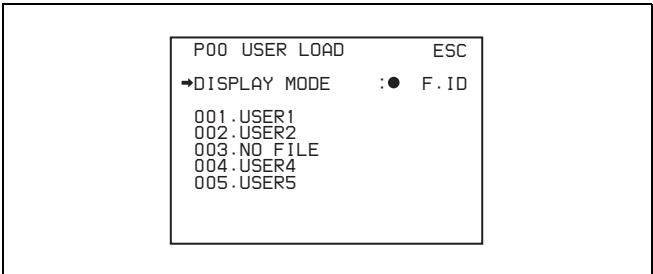 P00 USER LOAD ESC
➡DISPLAY MODE :● F.ID
001.USER1
002.USER2
003.NO FILE
004.USER4
005.USER5